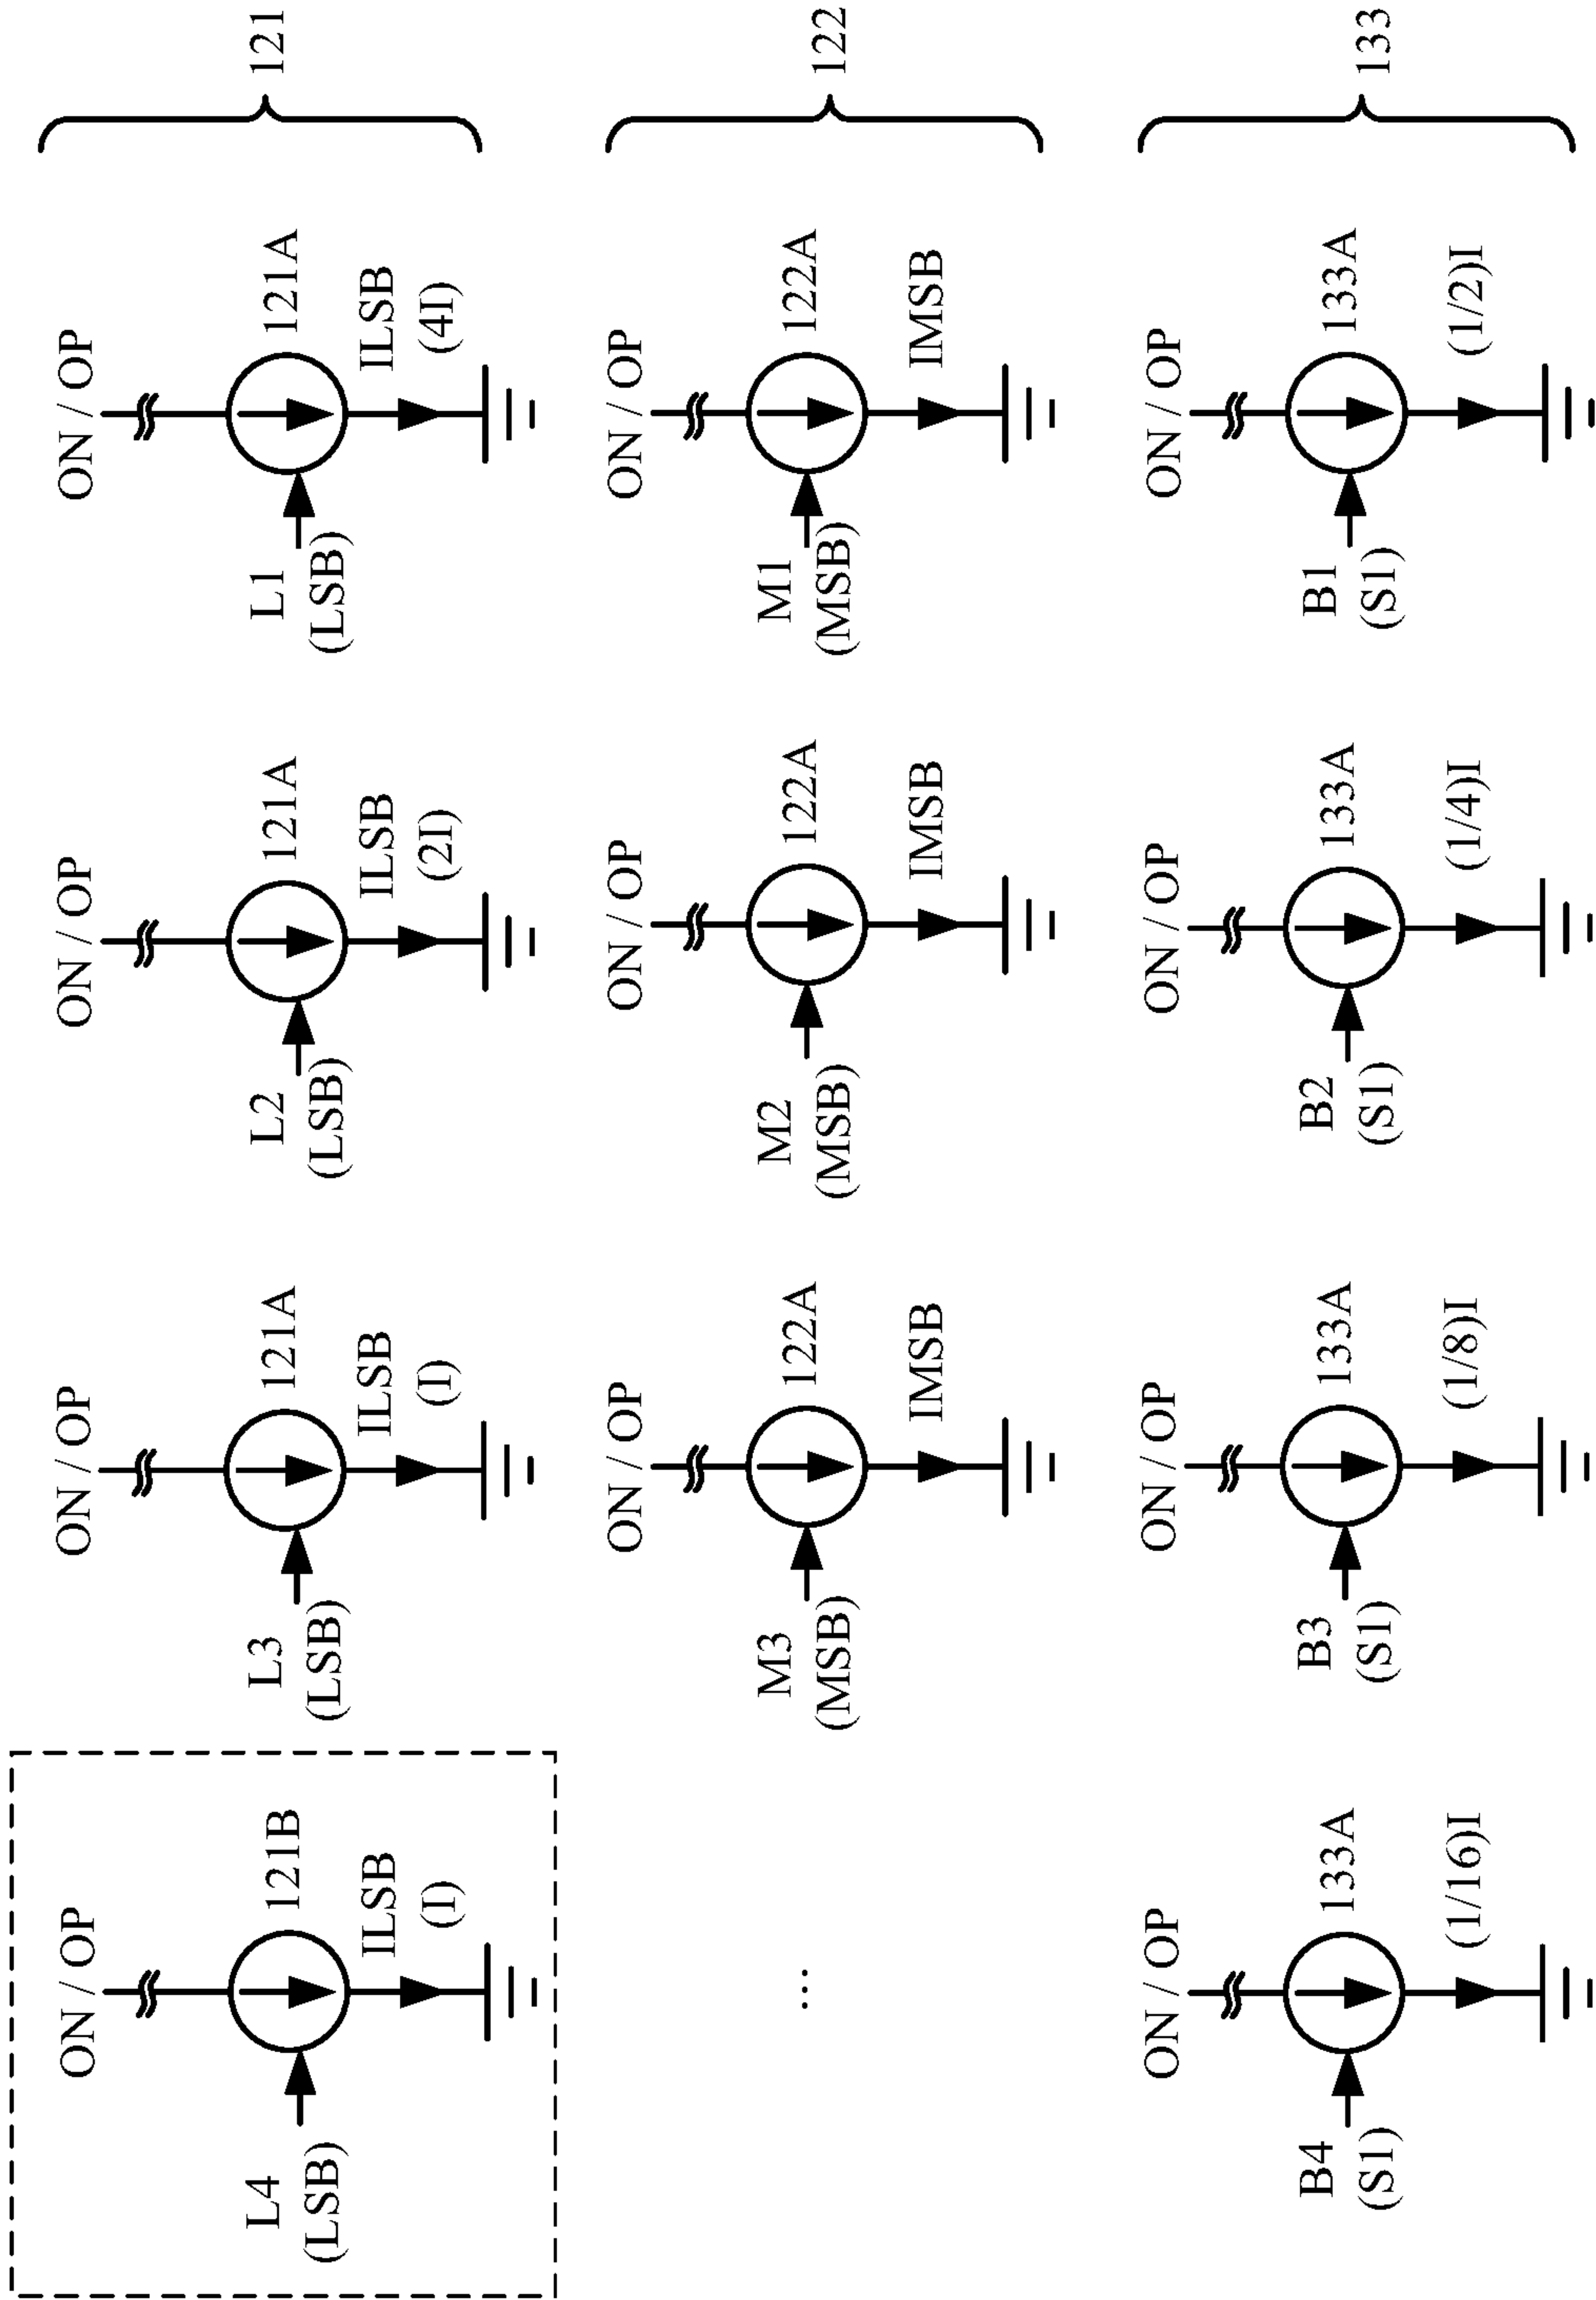 ON / OP
L4
(LSB)
121B
ILSB
(I)
ON / OP
L3
(LSB)
121A
ILSB
(I)
ON / OP
L2
(LSB)
121A
ILSB
(2I)
ON / OP
L1
(LSB)
121A
ILSB
(4I)
121
...
ON / OP
M3
(MSB)
122A
IMSB
ON / OP
M2
(MSB)
122A
IMSB
ON / OP
M1
(MSB)
122A
IMSB
122
ON / OP
B4
(S1)
133A
(1/16)I
ON / OP
B3
(S1)
133A
(1/8)I
ON / OP
B2
(S1)
133A
(1/4)I
ON / OP
B1
(S1)
133A
(1/2)I
133